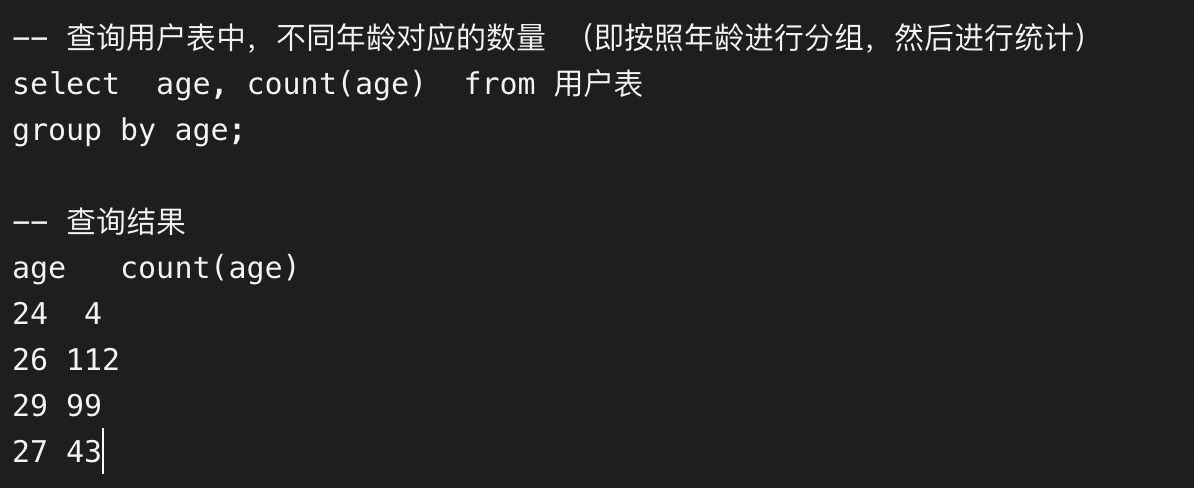 -- 查询用户表中，不同年龄对应的数量 （即按照年龄进行分组，然后进行统计）
select  age, count(age)  from 用户表
group by age;
-- 查询结果
age   count(age)
24  4
26 112
29 99
27 43